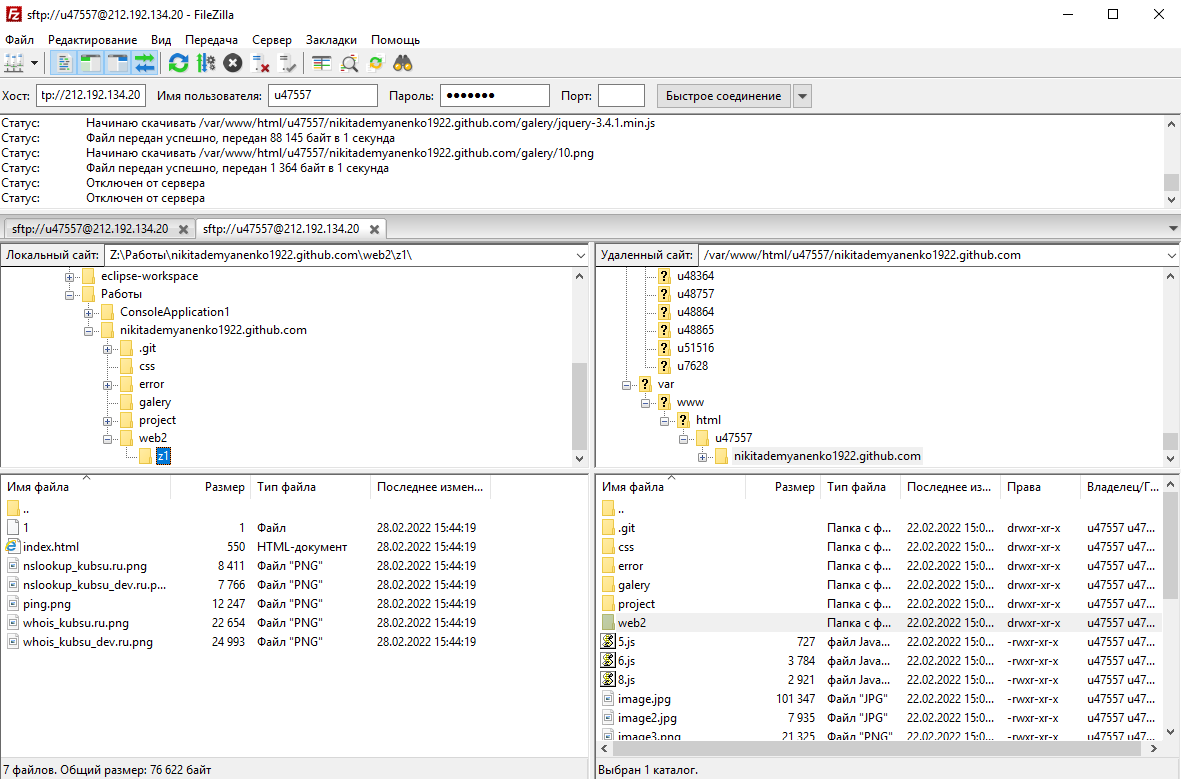 sftp://u47557@212.192.134.20 - FileZilla
Файл Редактирование Вид Передача Сервер Закладки Помощь
Хост: tp://212.192.134.20 Имя пользователя: u47557 Пароль: ●●●●●●● Порт: Быстрое соединение
Статус: Начинаю скачивать /var/www/html/u47557/nikitademyanenko1922.github.com/galery/jquery-3.4.1.min.js
Статус: Файл передан успешно, передан 88 145 байт в 1 секунда
Статус: Начинаю скачивать /var/www/html/u47557/nikitademyanenko1922.github.com/galery/10.png
Статус: Файл передан успешно, передан 1 364 байт в 1 секунда
Статус: Отключен от сервера
Статус: Отключен от сервера
sftp://u47557@212.192.134.20 sftp://u47557@212.192.134.20
Локальный сайт: Z:\Работы\nikitademyanenko1922.github.com\web2\z1\
eclipse-workspace
Работы
ConsoleApplication1
nikitademyanenko1922.github.com
.git
css
error
galery
project
web2
z1
Удаленный сайт: /var/www/html/u47557/nikitademyanenko1922.github.com
u48364
u48757
u48864
u48865
u51516
u7628
var
www
html
u47557
nikitademyanenko1922.github.com
Имя файла Размер Тип файла Последнее измен...
..
1 1 Файл 28.02.2022 15:44:19
index.html 550 HTML-документ 28.02.2022 15:44:19
nslookup_kubsu.ru.png 8 411 Файл "PNG" 28.02.2022 15:44:19
nslookup_kubsu_dev.ru.p... 7 766 Файл "PNG" 28.02.2022 15:44:19
ping.png 12 247 Файл "PNG" 28.02.2022 15:44:19
whois_kubsu.ru.png 22 654 Файл "PNG" 28.02.2022 15:44:19
whois_kubsu_dev.ru.png 24 993 Файл "PNG" 28.02.2022 15:44:19
7 файлов. Общий размер: 76 622 байт
Имя файла Размер Тип файла Последнее из... Права Владелец/Г...
..
.git Папка с ф... 22.02.2022 15:0... drwxr-xr-x u47557 u47...
css Папка с ф... 22.02.2022 15:0... drwxr-xr-x u47557 u47...
error Папка с ф... 22.02.2022 15:0... drwxr-xr-x u47557 u47...
galery Папка с ф... 22.02.2022 15:0... drwxr-xr-x u47557 u47...
project Папка с ф... 22.02.2022 15:0... drwxr-xr-x u47557 u47...
web2 Папка с ф... 22.02.2022 15:0... drwxr-xr-x u47557 u47...
5.js 727 файл Java... 22.02.2022 15:0... -rwxr-xr-x u47557 u47...
6.js 3 784 файл Java... 22.02.2022 15:0... -rwxr-xr-x u47557 u47...
8.js 2 921 файл Java... 22.02.2022 15:0... -rwxr-xr-x u47557 u47...
image.jpg 101 347 Файл "JPG" 22.02.2022 15:0... -rwxr-xr-x u47557 u47...
image2.jpg 7 935 Файл "JPG" 22.02.2022 15:0... -rwxr-xr-x u47557 u47...
image3.png 21 325 Файл "PNG" 22.02.2022 15:0... -rwxr-xr-x u47557 u47...
Выбран 1 каталог.